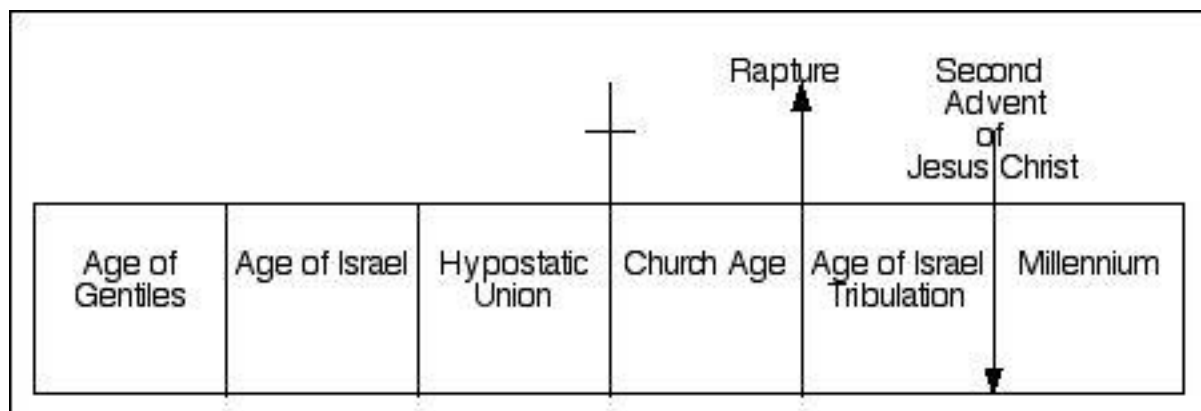 Rapture
Second
Advent
of
Jesus Christ
Age of
Gentiles
Age of Israel
Hypostatic
Union
Church Age
Age of Israel
Tribulation
Millennium